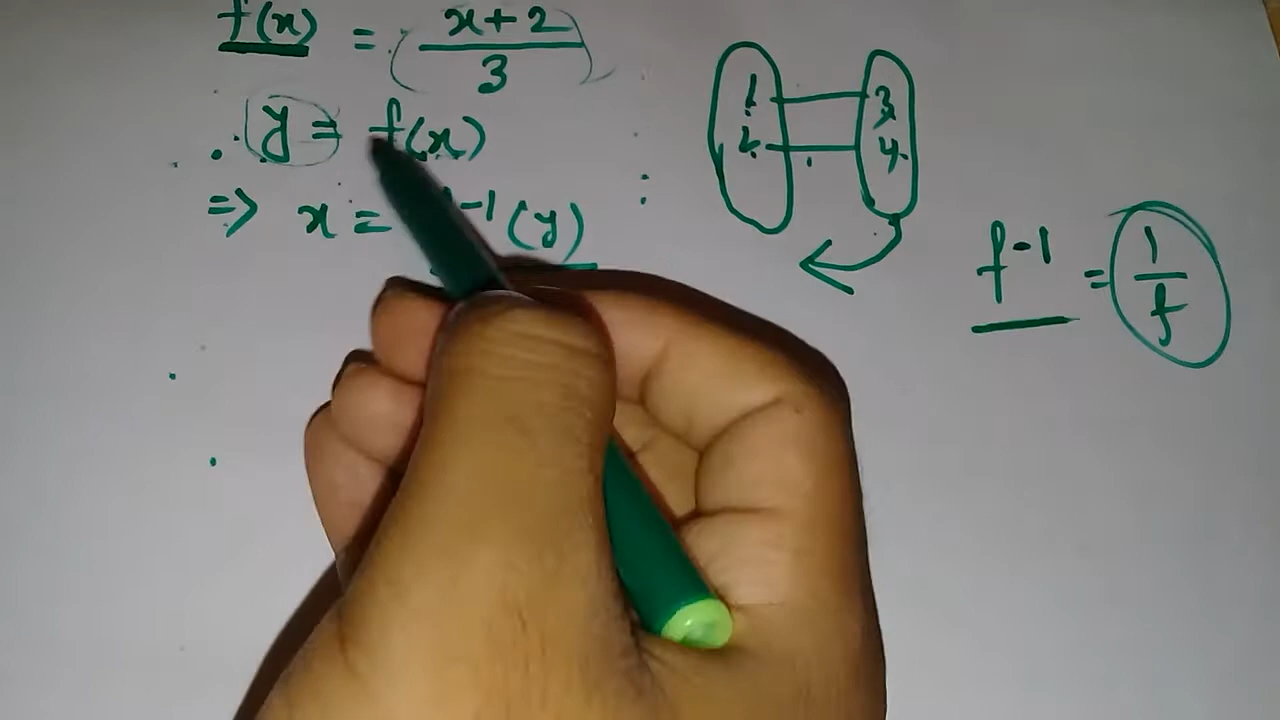 f(x) = (x+2/3)
y = f(x)
=> x = f-1 (y)
1 3
2 4
f-1 = 1/f